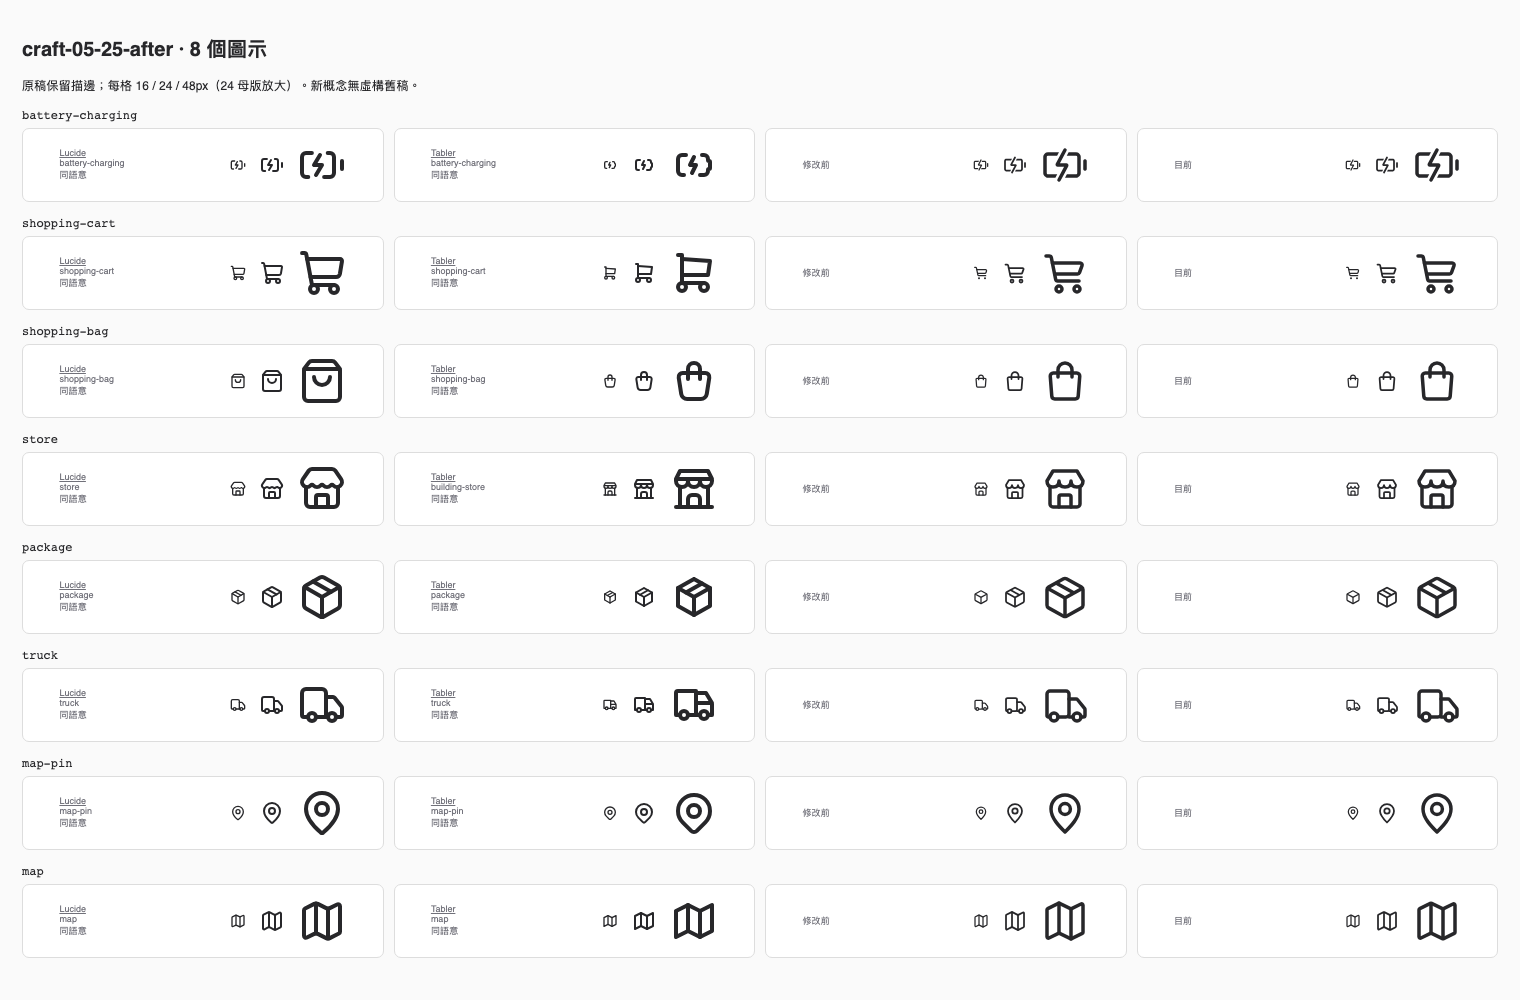 craft-05-25-after · 8 個圖示
原稿保留描邊；每格 16 / 24 / 48px（24 母版放大）。新概念無虛構舊稿。
battery-charging
Lucide
battery-charging
同語意
Tabler
battery-charging
同語意
修改前
目前
shopping-cart
Lucide
shopping-cart
同語意
Tabler
shopping-cart
同語意
修改前
目前
shopping-bag
Lucide
shopping-bag
同語意
Tabler
shopping-bag
同語意
修改前
目前
store
Lucide
store
同語意
Tabler
building-store
同語意
修改前
目前
package
Lucide
package
同語意
Tabler
package
同語意
修改前
目前
truck
Lucide
truck
同語意
Tabler
truck
同語意
修改前
目前
map-pin
Lucide
map-pin
同語意
Tabler
map-pin
同語意
修改前
目前
map
Lucide
map
同語意
Tabler
map
同語意
修改前
目前